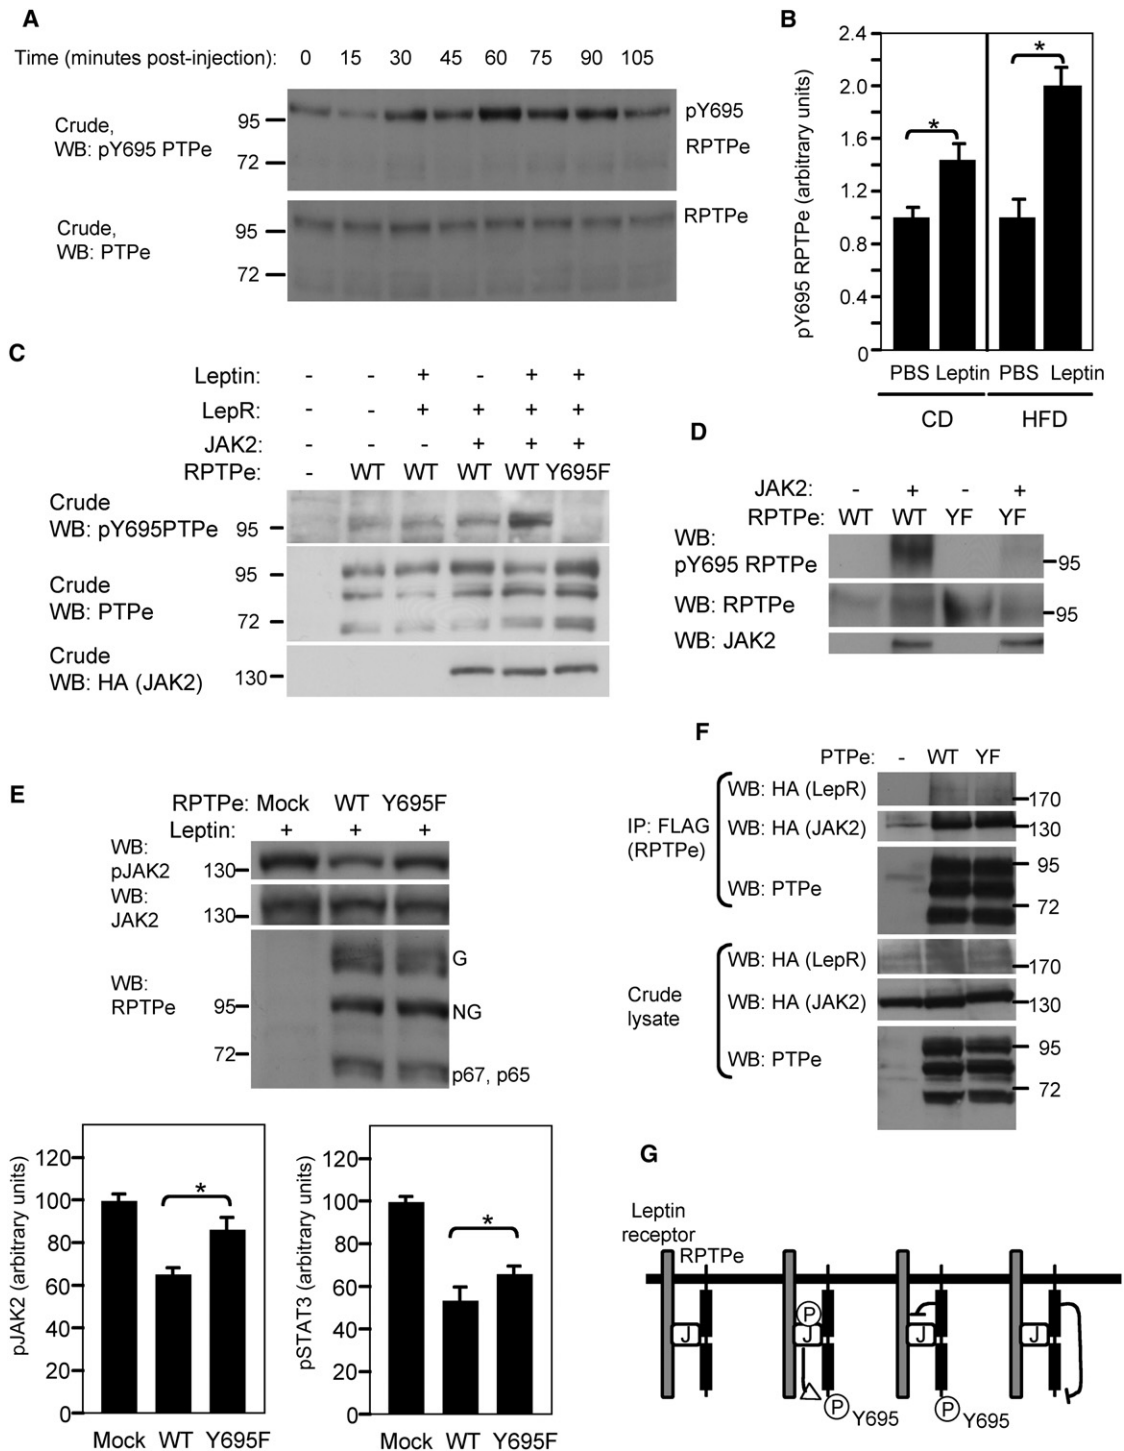 A
Time (minutes post-injection): 0 15 30 45 60 75 90 105
Crude,
WB: pY695 PTPe
95
72
pY695
RPTPe
Crude,
WB: PTPe
95
72
RPTPe
B
pY695 RPTPe (arbitrary units)
2.4
2.0
1.6
1.2
0.8
0.4
0
*
*
PBS Leptin PBS Leptin
CD HFD
C
Leptin: - - + - + +
LepR: - - + + + +
JAK2: - - - + + +
RPTPe: - WT WT WT WT Y695F
Crude
WB: pY695PTPe
95
Crude
WB: PTPe
95
72
Crude
WB: HA (JAK2)
130
D
JAK2: - + - +
RPTPe: WT WT YF YF
WB:
pY695 RPTPe
95
WB: RPTPe
95
WB: JAK2
E
RPTPe: Mock WT Y695F
Leptin: + + +
WB:
pJAK2
130
WB:
JAK2
130
WB:
RPTPe
95
72
G
NG
p67, p65
pJAK2 (arbitrary units)
120
100
80
60
40
20
0
*
Mock WT Y695F
pSTAT3 (arbitrary units)
120
100
80
60
40
20
0
*
Mock WT Y695F
F
PTPe: - WT YF
IP: FLAG
(RPTPe)
WB: HA (LepR)
170
WB: HA (JAK2)
130
WB: PTPe
95
72
Crude
lysate
WB: HA (LepR)
170
WB: HA (JAK2)
130
WB: PTPe
95
72
G
Leptin
receptor
RPTPe
J
P
J
P Y695
J
P Y695
J